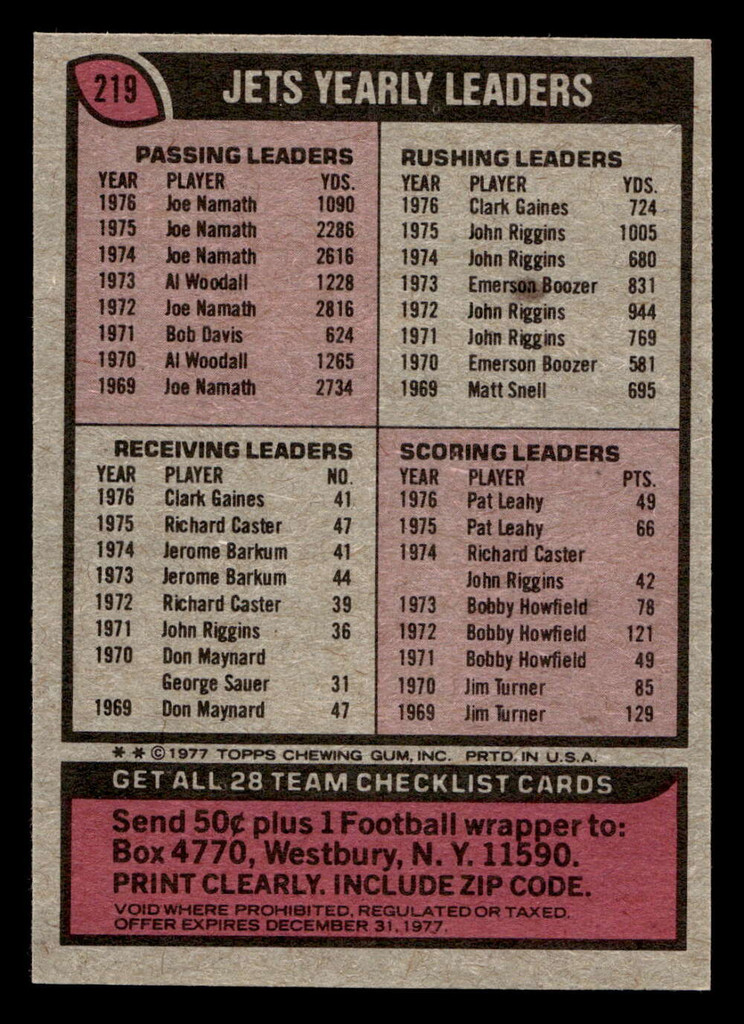 219
JETS YEARLY LEADERS
PASSING LEADERS
YEAR PLAYER YDS.
1976 Joe Namath 1090
1975 Joe Namath 2286
1974 Joe Namath 2616
1973 Al Woodall 1228
1972 Joe Namath 2816
1971 Bob Davis 624
1970 Al Woodall 1265
1969 Joe Namath 2734
RUSHING LEADERS
YEAR PLAYER YDS.
1976 Clark Gaines 724
1975 John Riggins 1005
1974 John Riggins 680
1973 Emerson Boozer 831
1972 John Riggins 944
1971 John Riggins 769
1970 Emerson Boozer 581
1969 Matt Snell 695
RECEIVING LEADERS
YEAR PLAYER NO.
1976 Clark Gaines 41
1975 Richard Caster 47
1974 Jerome Barkum 41
1973 Jerome Barkum 44
1972 Richard Caster 39
1971 John Riggins 36
1970 Don Maynard
George Sauer 31
1969 Don Maynard 47
SCORING LEADERS
YEAR PLAYER PTS.
1976 Pat Leahy 49
1975 Pat Leahy 66
1974 Richard Caster
John Riggins 42
1973 Bobby Howfield 78
1972 Bobby Howfield 121
1971 Bobby Howfield 49
1970 Jim Turner 85
1969 Jim Turner 129
** © 1977 TOPPS CHEWING GUM, INC. PRTD. IN U.S.A.
GET ALL 28 TEAM CHECKLIST CARDS
Send 50¢ plus 1 Football wrapper to:
Box 4770, Westbury, N. Y. 11590.
PRINT CLEARLY. INCLUDE ZIP CODE.
VOID WHERE PROHIBITED, REGULATED OR TAXED.
OFFER EXPIRES DECEMBER 31, 1977.